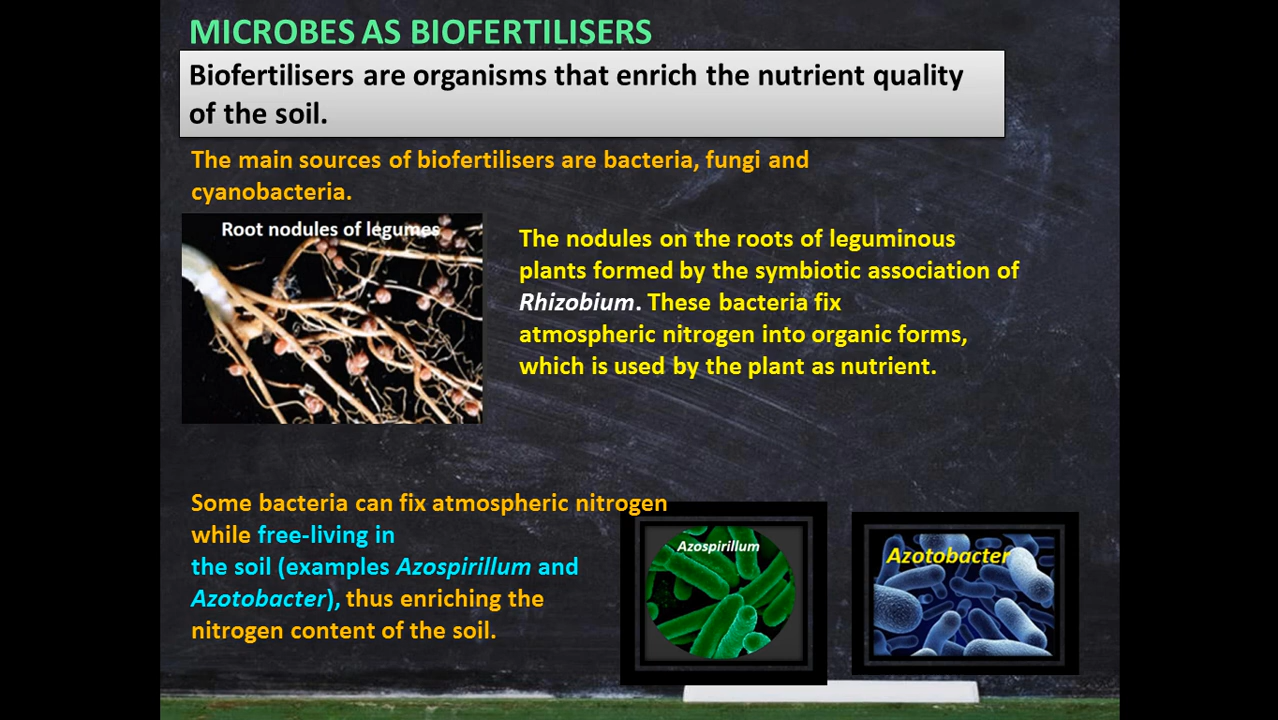 MICROBES AS BIOFERTILISERS
Biofertilisers are organisms that enrich the nutrient quality
of the soil.
The main sources of biofertilisers are bacteria, fungi and
cyanobacteria.
Root nodules of legumes
The nodules on the roots of leguminous
plants formed by the symbiotic association of
Rhizobium. These bacteria fix
atmospheric nitrogen into organic forms,
which is used by the plant as nutrient.
Some bacteria can fix atmospheric nitrogen
while free-living in
the soil (examples Azospirillum and
Azotobacter), thus enriching the
nitrogen content of the soil.
Azospirillum
Azotobacter